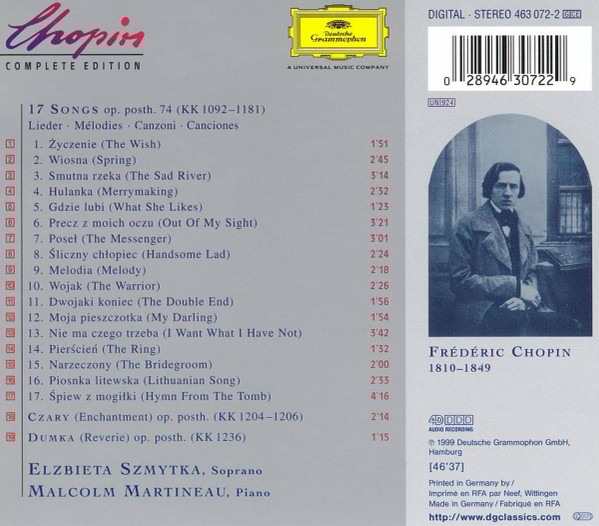 Chopin
COMPLETE EDITION
Deutsche
Grammophon
A UNIVERSAL MUSIC COMPANY
17 SONGS op. posth. 74 (KK 1092–1181)
Lieder · Mélodies · Canzoni · Canciones
1 1. Życzenie (The Wish) 1'51
2 2. Wiosna (Spring) 2'45
3 3. Smutna rzeka (The Sad River) 3'14
4 4. Hulanka (Merrymaking) 2'32
5 5. Gdzie lubi (What She Likes) 1'23
6 6. Precz z moich oczu (Out Of My Sight) 3'21
7 7. Poseł (The Messenger) 3'01
8 8. Śliczny chłopiec (Handsome Lad) 2'24
9 9. Melodia (Melody) 2'18
10 10. Wojak (The Warrior) 2'26
11 11. Dwojaki koniec (The Double End) 1'56
12 12. Moja pieszczotka (My Darling) 1'54
13 13. Nie ma czego trzeba (I Want What I Have Not) 3'42
14 14. Pierścień (The Ring) 1'32
15 15. Narzeczony (The Bridegroom) 2'00
16 16. Piosnka litewska (Lithuanian Song) 2'33
17 17. Śpiew z mogiłki (Hymn From The Tomb) 4'16
18 CZARY (Enchantment) op. posth. (KK 1204–1206) 2'14
19 DUMKA (Reverie) op. posth. (KK 1236) 1'15
ELZBIETA SZMYTKA, Soprano
MALCOLM MARTINEAU, Piano
DIGITAL · STEREO 463 072-2
0 28946 30722 9
UN 924
FRÉDÉRIC CHOPIN
1810–1849
4D DDD
AUDIO RECORDING
℗ 1999 Deutsche Grammophon GmbH,
Hamburg
[46'37]
Printed in Germany by /
Imprimé en RFA par Neef, Wittingen
Made in Germany / Fabriqué en RFA
http://www.dgclassics.com